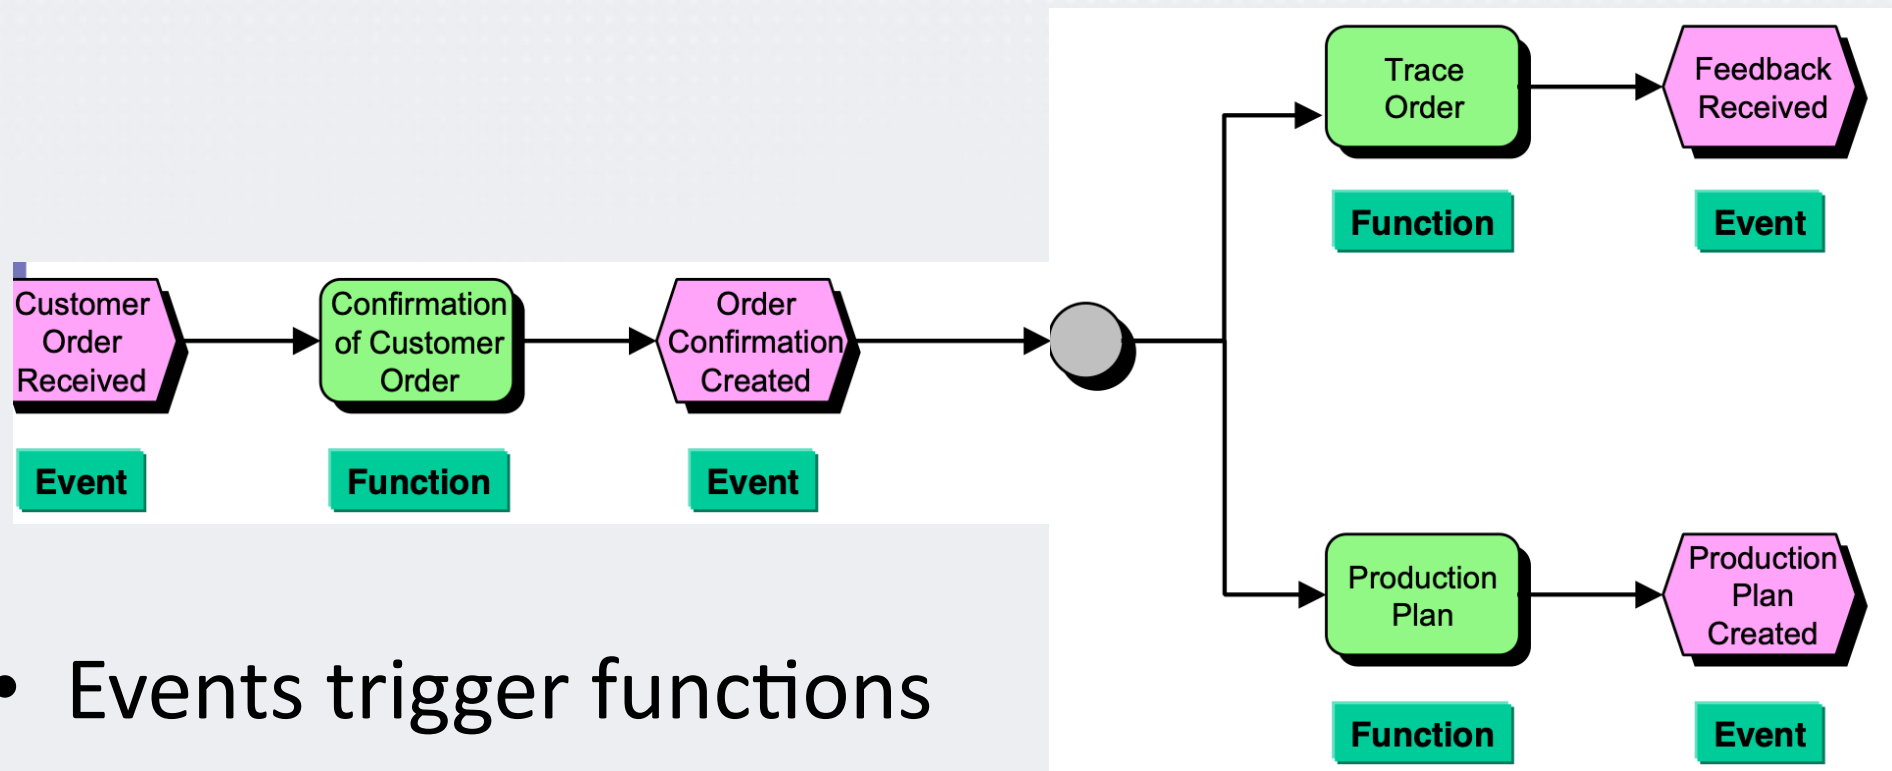 Trace
Order
Feedback
Received
Function
Event
Customer
Order
Received
Confirmation
of Customer
Order
Order
Confirmation
Created
Event
Function
Event
Production
Plan
Production
Plan
Created
Function
Event
• Events trigger functions